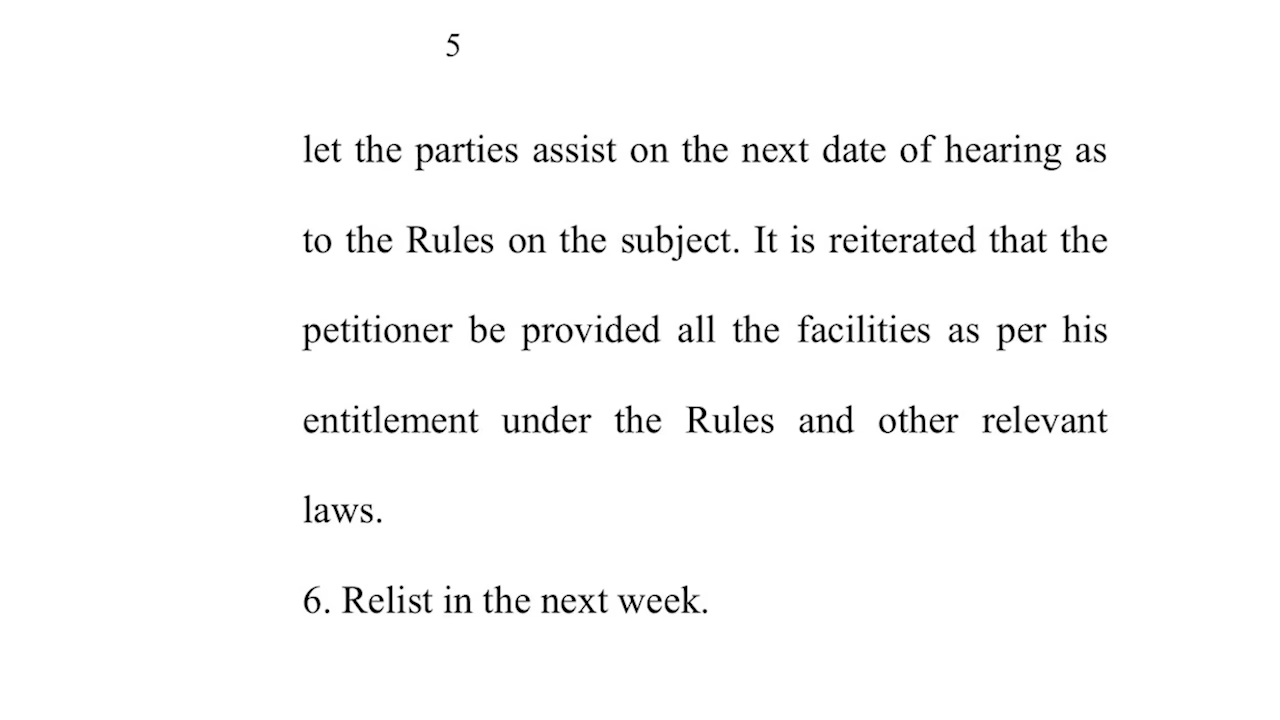 5
let the parties assist on the next date of hearing as
to the Rules on the subject. It is reiterated that the
petitioner be provided all the facilities as per his
entitlement under the Rules and other relevant
laws.
6. Relist in the next week.